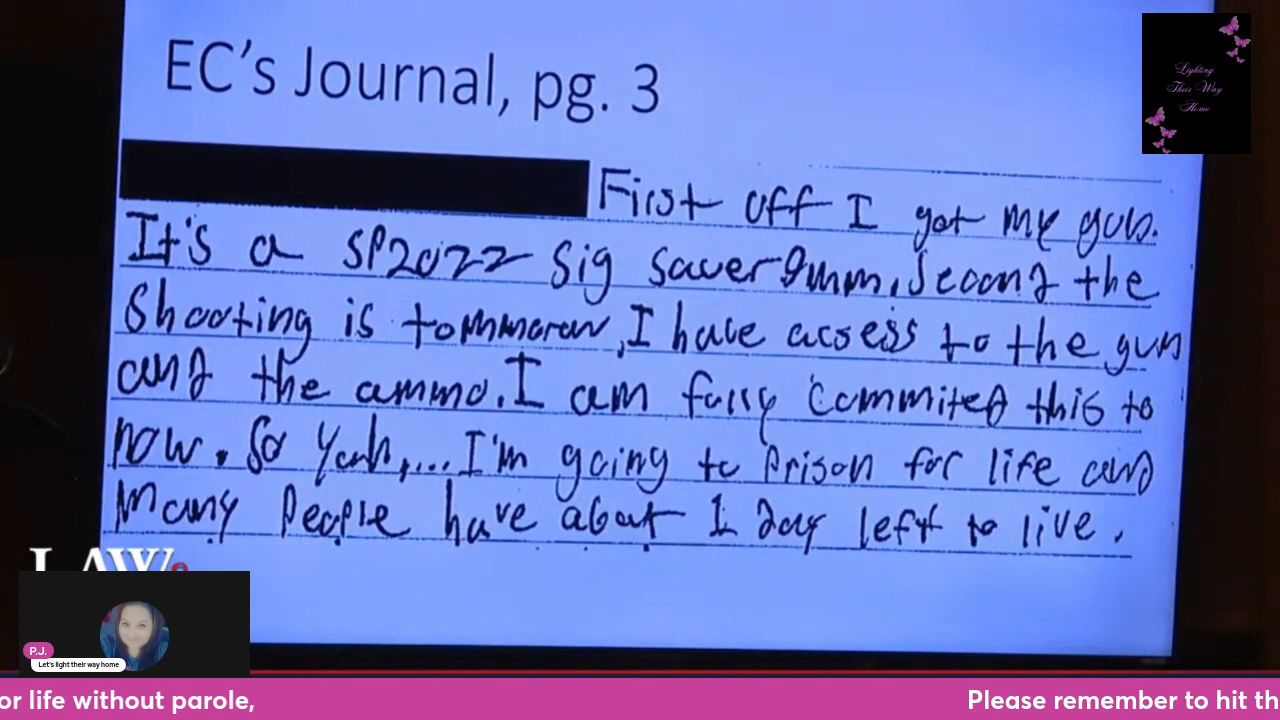 EC's Journal, pg. 3
Lighting
Their Way
Home
First off I got my gun.
It's a SP2022 Sig Sauer 9mm. Second the
Shooting is tommorow, I have access to the gun
and the ammo. I am fully commited this to
now. So Yeah,... I'm going to Prison for life and
Many People have about 1 day left to live.
LAW
P.J.
Let's light their way home
or life without parole,
Please remember to hit th